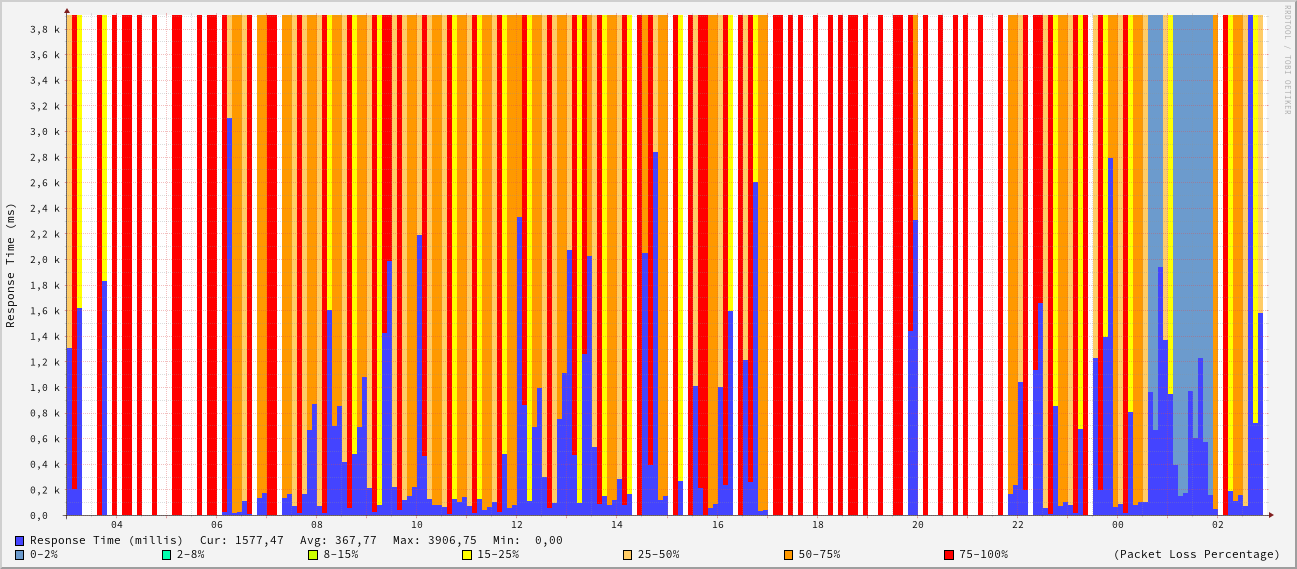 RRDTOOL / TOBI OETIKER
Response Time (ms)
3,8 k
3,6 k
3,4 k
3,2 k
3,0 k
2,8 k
2,6 k
2,4 k
2,2 k
2,0 k
1,8 k
1,6 k
1,4 k
1,2 k
1,0 k
0,8 k
0,6 k
0,4 k
0,2 k
0,0
04 06 08 10 12 14 16 18 20 22 00 02
Response Time (millis) Cur: 1577,47 Avg: 367,77 Max: 3906,75 Min: 0,00
0-2% 2-8% 8-15% 15-25% 25-50% 50-75% 75-100% (Packet Loss Percentage)